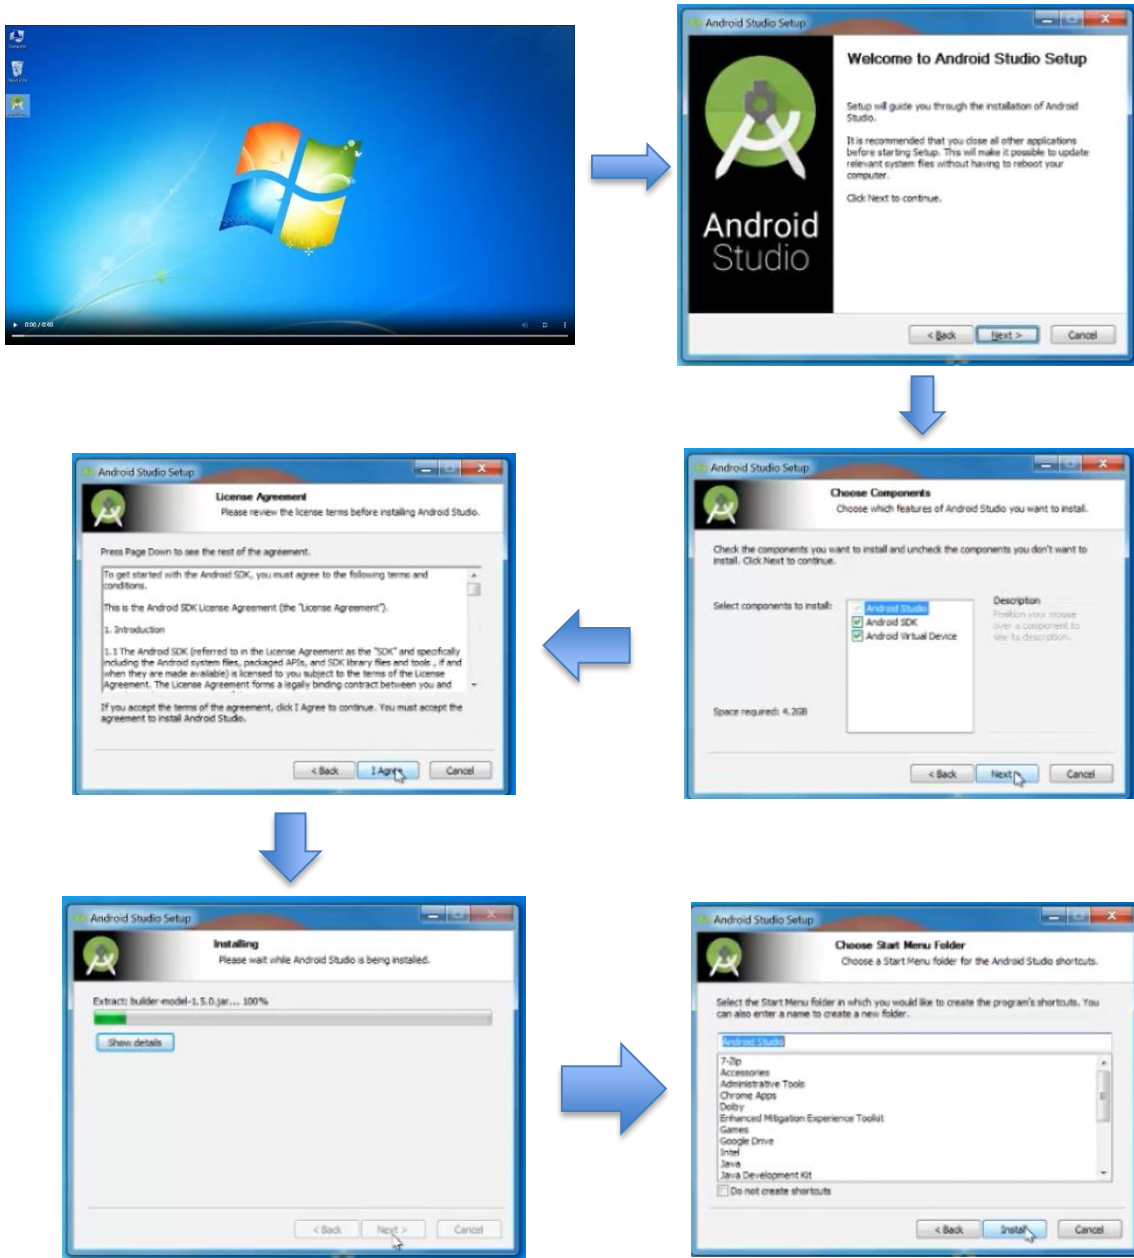 Computer
0:00 / 0:40
Android Studio Setup
Welcome to Android Studio Setup
Setup will guide you through the installation of Android
Studio.
It is recommended that you close all other applications
before starting Setup. This will make it possible to update
relevant system files without having to reboot your
computer.
Click Next to continue.
Android
Studio
< Back
Next >
Cancel
Android Studio Setup
Choose Components
Choose which features of Android Studio you want to install.
Check the components you want to install and uncheck the components you don't want to
install. Click Next to continue.
Select components to install:
Android Studio
Android SDK
Android Virtual Device
Description
Position your mouse
over a component to
see its description.
Space required: 4.2GB
< Back
Next
Cancel
Android Studio Setup
License Agreement
Please review the license terms before installing Android Studio.
Press Page Down to see the rest of the agreement.
To get started with the Android SDK, you must agree to the following terms and
conditions.
This is the Android SDK License Agreement (the "License Agreement").
1. Introduction
1.1 The Android SDK (referred to in the License Agreement as the "SDK" and specifically
including the Android system files, packaged APIs, and SDK library files and tools , if and
when they are made available) is licensed to you subject to the terms of the License
Agreement. The License Agreement forms a legally binding contract between you and
If you accept the terms of the agreement, click I Agree to continue. You must accept the
agreement to install Android Studio.
< Back
I Agree
Cancel
Android Studio Setup
Installing
Please wait while Android Studio is being installed.
Extract: builder-model-1.5.0.jar... 100%
Show details
< Back
Next >
Cancel
Android Studio Setup
Choose Start Menu Folder
Choose a Start Menu folder for the Android Studio shortcuts.
Select the Start Menu folder in which you would like to create the program's shortcuts. You
can also enter a name to create a new folder.
Android Studio
7-Zip
Accessories
Administrative Tools
Chrome Apps
Dolby
Enhanced Mitigation Experience Toolkit
Games
Google Drive
Intel
Java
Java Development Kit
Do not create shortcuts
< Back
Install
Cancel